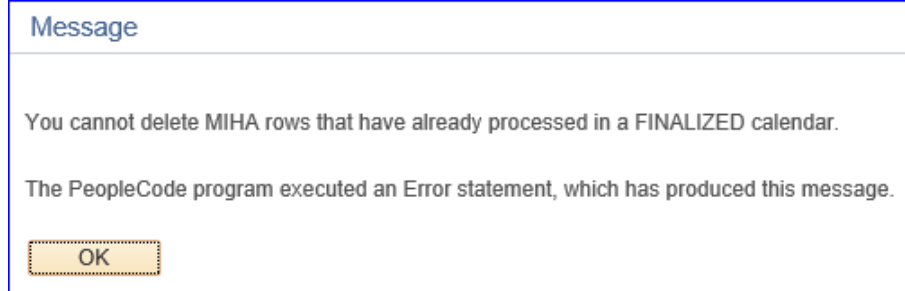 Message
You cannot delete MIHA rows that have already processed in a FINALIZED calendar.
The PeopleCode program executed an Error statement, which has produced this message.
OK